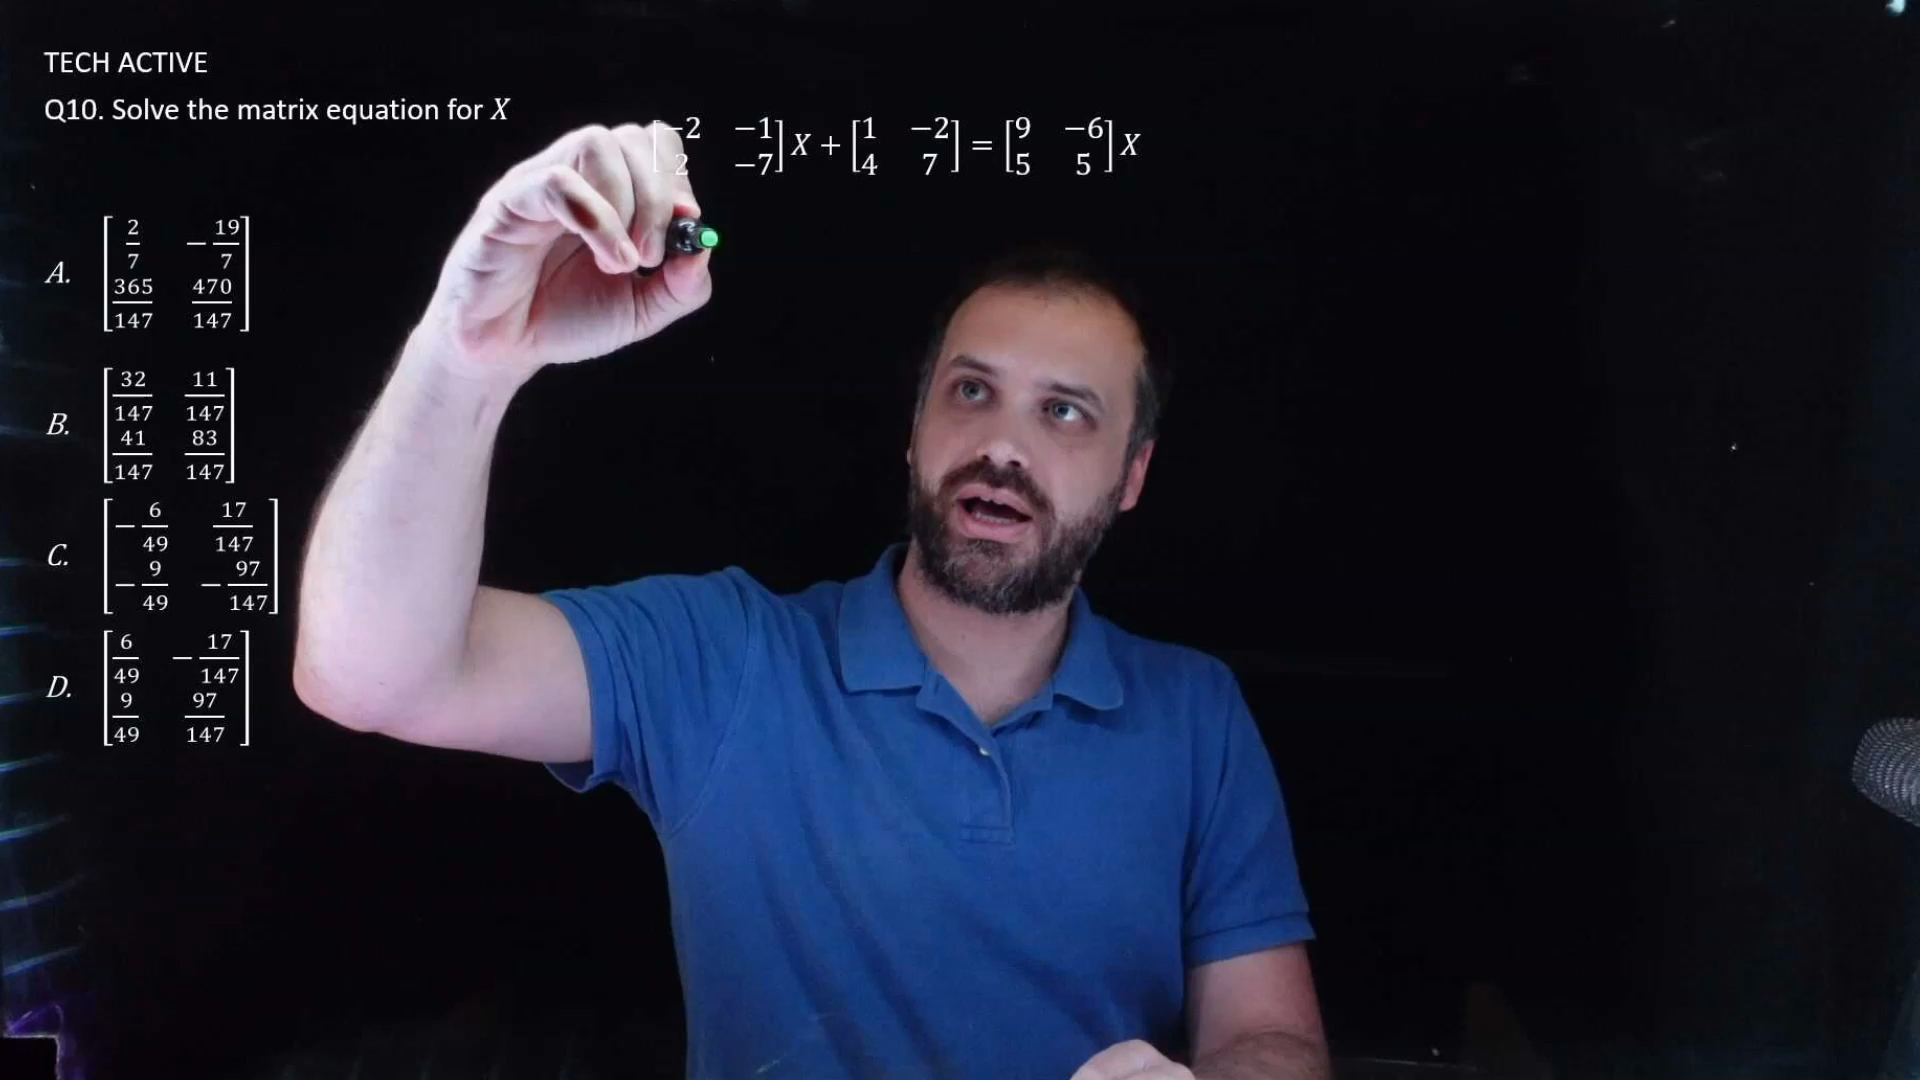 TECH ACTIVE
Q10. Solve the matrix equation for X
[−2 −1; 2 −7] X + [1 −2; 4 7] = [9 −6; 5 5] X
A. [2/7 −19/7; 365/147 470/147]
B. [32/147 11/147; 41/147 83/147]
C. [−6/49 17/147; −9/49 −97/147]
D. [6/49 −17/147; 9/49 97/147]